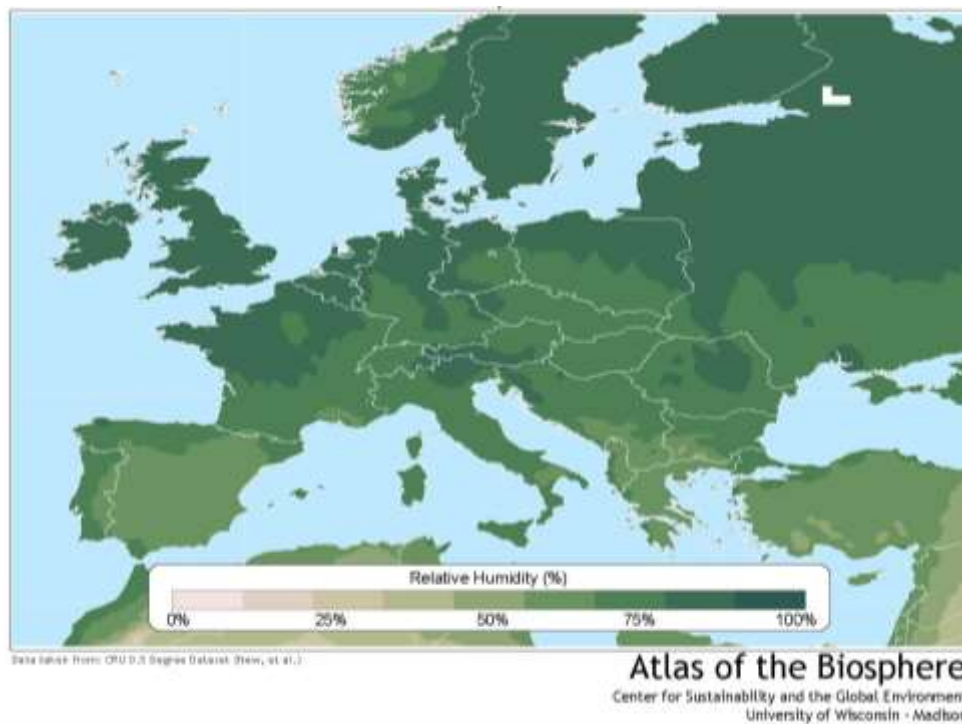 Relative Humidity (%)
0% 25% 50% 75% 100%
Data taken from: CRU 0.5 Degree Dataset (New, et al.)
Atlas of the Biosphere
Center for Sustainability and the Global Environmen
University of Wisconsin - Madison